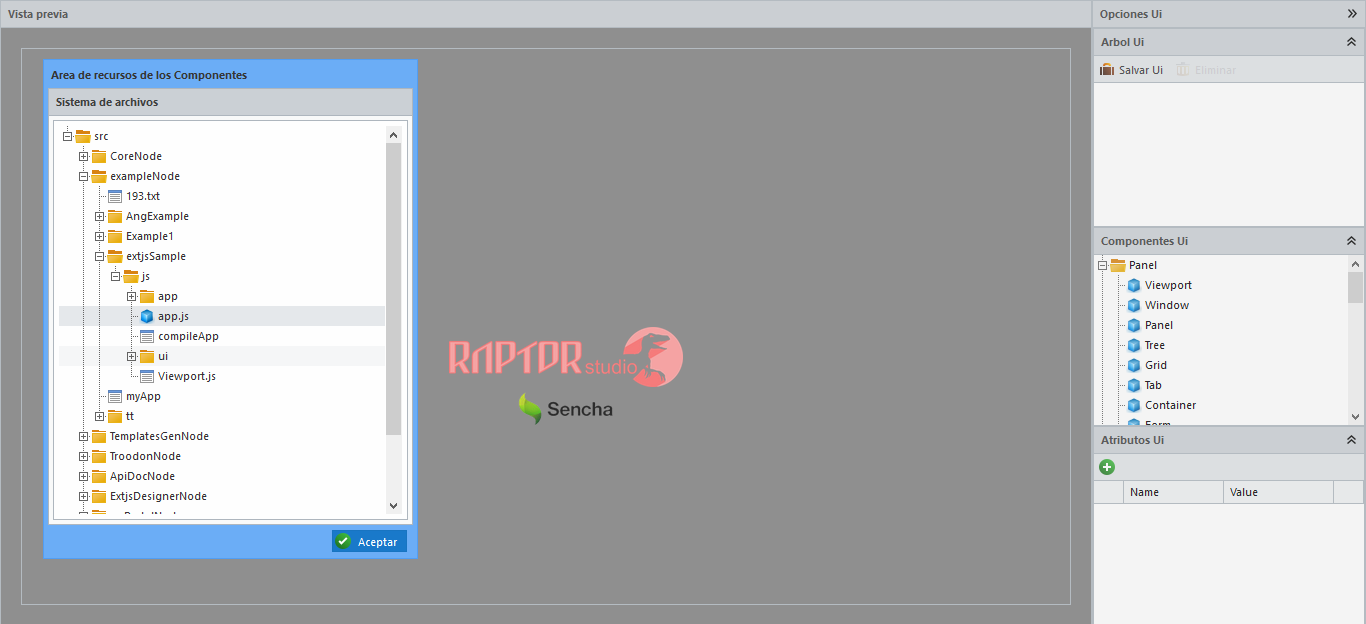 Vista previa
Area de recursos de los Componentes
Sistema de archivos
src
CoreNode
exampleNode
193.txt
AngExample
Example1
extjsSample
js
app
app.js
compileApp
ui
Viewport.js
myApp
tt
TemplatesGenNode
TroodonNode
ApiDocNode
ExtjsDesignerNode
Aceptar
RAPTOR studio
Sencha
Opciones Ui
Arbol Ui
Salvar Ui Eliminar
Componentes Ui
Panel
Viewport
Window
Panel
Tree
Grid
Tab
Container
Form
Atributos Ui
Name Value